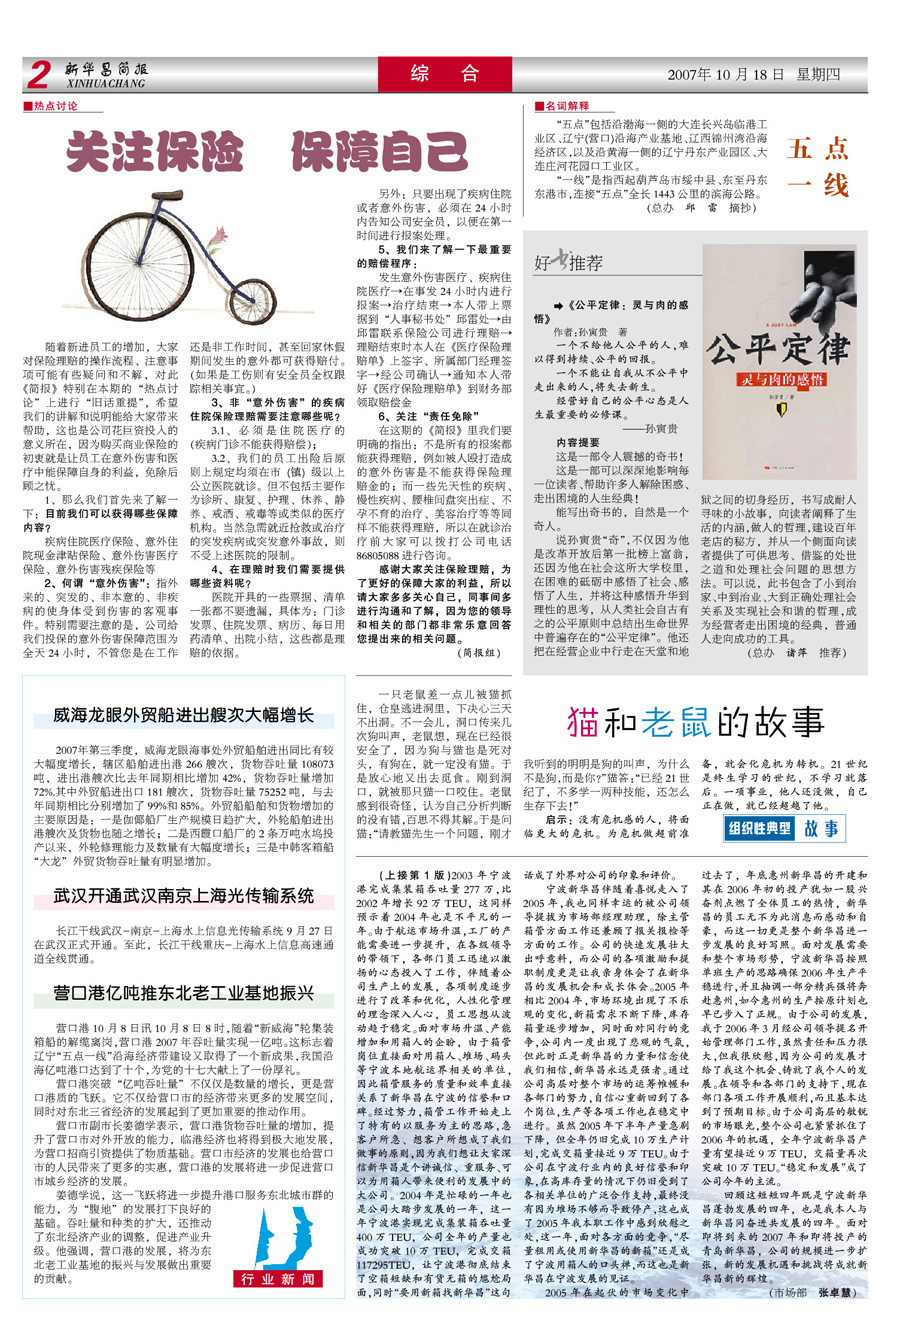 2 新华昌简报
XINHUACHANG
综 合
2007年 10 月 18 日 星期四
■热点讨论
关注保险 保障自己
随着新进员工的增加，大家
对保险理赔的操作流程、注意事
项可能有些疑问和不解，对此
《简报》特别在本期的“热点讨
论”上进行“旧话重提”，希望
我们的讲解和说明能给大家带来
帮助，这也是公司花巨资投入的
意义所在，因为购买商业保险的
初衷就是让员工在意外伤害和医
疗中能保障自身的利益，免除后
顾之忧。
1、那么我们首先来了解一
下：目前我们可以获得哪些保障
内容？
疾病住院医疗保险、意外住
院现金津贴保险、意外伤害医疗
保险、意外伤害残疾保险等
2、何谓“意外伤害”：指外
来的、突发的、非本意的、非疾
病的使身体受到伤害的客观事
件。特别需要注意的是，公司给
我们投保的意外伤害保障范围为
全天 24 小时，不管您是在工作
还是非工作时间，甚至回家休假
期间发生的意外都可获得赔付。
(如果是工伤则有安全员全权跟
踪相关事宜。)
3、非“意外伤害”的疾病
住院保险理赔需要注意哪些呢？
3.1、必须是住院医疗的
(疾病门诊不能获得赔偿)；
3.2、我们的员工出险后原
则上规定均须在市 (镇) 级以上
公立医院就诊。但不包括主要作
为诊所、康复、护理、休养、静
养、戒酒、戒毒等或类似的医疗
机构。当然急需就近抢救或治疗
的突发疾病或突发意外事故，则
不受上述医院的限制。
4、在理赔时我们需要提供
哪些资料呢？
医院开具的一些票据、清单
一张都不要遗漏，具体为：门诊
发票、住院发票、病历、每日用
药清单、出院小结，这些都是理
赔的依据。
另外：只要出现了疾病住院
或者意外伤害，必须在 24 小时
内告知公司安全员，以便在第一
时间进行报案处理。
5、我们来了解一下最重要
的赔偿程序：
发生意外伤害医疗、疾病住
院医疗→在事发 24 小时内进行
报案→治疗结束→本人带上票
据到“人事秘书处”邱雷处→由
邱雷联系保险公司进行理赔→
理赔结束时本人在《医疗保险理
赔单》上签字、所属部门经理签
字→经公司确认→通知本人带
好《医疗保险理赔单》到财务部
领取赔偿金
6、关注“责任免除”
在这期的《简报》里我们要
明确的指出：不是所有的报案都
能获得理赔，例如被人殴打造成
的意外伤害是不能获得保险理
赔金的；而一些先天性的疾病、
慢性疾病、腰椎间盘突出症、不
孕不育的治疗、美容治疗等等同
样不能获得理赔，所以在就诊治
疗前大家可以拨打公司电话
86805088 进行咨询。
感谢大家关注保险理赔，为
了更好的保障大家的利益，所以
请大家多多关心自己，同事间多
进行沟通和了解，因为您的领导
和相关的部门都非常乐意回答
您提出来的相关问题。
(简报组)
■名词解释
“五点”包括沿渤海一侧的大连长兴岛临港工
业区、辽宁(营口)沿海产业基地、辽西锦州湾沿海
经济区，以及沿黄海一侧的辽宁丹东产业园区、大
连庄河花园口工业区。
“一线”是指西起葫芦岛市绥中县、东至丹东
东港市，连接“五点”全长 1443 公里的滨海公路。
(总办 邱 雷 摘抄)
五 点
一 线
好书推荐
➡《公平定律：灵与肉的感
悟》
作者：孙寅贵 著
一个不给他人公平的人，难
以得到持续、公平的回报。
一个不能让自我从不公平中
走出来的人，将失去新生。
经营好自己的公平心态是人
生最重要的必修课。
——孙寅贵
内容提要
这是一部令人震撼的奇书！
这是一部可以深深地影响每
一位读者、帮助许多人解除困惑、
走出困境的人生经典！
能写出奇书的，自然是一个
奇人。
说孙寅贵“奇”，不仅因为他
是改革开放后第一批榜上富翁，
还因为他在社会这所大学校里，
在困难的砥砺中感悟了社会、感
悟了人生，并将这种感悟升华到
理性的思考，从人类社会自古有
之的公平原则中总结出生命世界
中普遍存在的“公平定律”。他还
把在经营企业中行走在天堂和地
A JUST LAW
公平定律
灵与肉的感悟
孙寅贵／著
狱之间的切身经历，书写成耐人
寻味的小故事，向读者阐释了生
活的内涵，做人的哲理，建设百年
老店的秘方，并从一个侧面向读
者提供了可供思考、借鉴的处世
之道和处理社会问题的思想方
法。可以说，此书包含了小到治
家、中到治业、大到正确处理社会
关系及实现社会和谐的哲理，成
为经营者走出困境的经典，普通
人走向成功的工具。
(总办 诸萍 推荐)
威海龙眼外贸船进出艘次大幅增长
2007年第三季度，威海龙眼海事处外贸船舶进出同比有较
大幅度增长，辖区船舶进出港 266 艘次，货物吞吐量 108073
吨，进出港艘次比去年同期相比增加 42%，货物吞吐量增加
72%.其中外贸船进出口 181 艘次，货物吞吐量 75252 吨，与去
年同期相比分别增加了 99%和 85%。外贸船舶舶和货物增加的
主要原因是：一是伽倻船厂生产规模日趋扩大，外轮船舶进出
港艘次及货物也随之增长；二是西霞口船厂的 2 条万吨水坞投
产以来，外轮修理能力及数量有大幅度增长；三是中韩客箱船
“大龙”外贸货物吞吐量有明显增加。
武汉开通武汉南京上海光传输系统
长江干线武汉-南京-上海水上信息光传输系统 9 月 27 日
在武汉正式开通。至此，长江干线重庆-上海水上信息高速通
道全线贯通。
营口港亿吨推东北老工业基地振兴
营口港 10 月 8 日讯 10 月 8 日 8 时，随着“新威海”轮集装
箱船的解缆离岗，营口港 2007 年吞吐量实现一亿吨。这标志着
辽宁“五点一线”沿海经济带建设又取得了一个新成果，我国沿
海亿吨港口达到了十个，为党的十七大献上了一份厚礼。
营口港突破“亿吨吞吐量”不仅仅是数量的增长，更是营
口港质的飞跃。它不仅给营口市的经济带来更多的发展空间，
同时对东北三省经济的发展起到了更加重要的推动作用。
营口市副市长姜德学表示，营口港货物吞吐量的增加，提
升了营口市对外开放的能力，临港经济也将得到极大地发展，
为营口招商引资提供了物质基础。营口市经济的发展也给营口
市的人民带来了更多的实惠，营口港的发展将进一步促进营口
市城乡经济的发展。
姜德学说，这一飞跃将进一步提升港口服务东北城市群的
能力，为“腹地”的发展打下良好的
基础。吞吐量和种类的扩大，还推动
了东北经济产业的调整，促进产业升
级。他强调，营口港的发展，将为东
北老工业基地的振兴与发展做出重要
的贡献。
行业新闻
一只老鼠差一点儿被猫抓
住，仓皇逃进洞里，下决心三天
不出洞。不一会儿，洞口传来几
次狗叫声，老鼠想，现在已经很
安全了，因为狗与猫也是死对
头，有狗在，就一定没有猫。于
是放心地又出去觅食。刚到洞
口，就被那只猫一口咬住。老鼠
感到很奇怪，认为自己分析判断
的没有错，百思不得其解。于是问
猫：“请教猫先生一个问题，刚才
猫和老鼠的故事
我听到的明明是狗的叫声，为什么
不是狗，而是你？”猫答：“已经 21 世
纪了，不多学一两种技能，还怎么
生存下去！”
启示：没有危机感的人，将面
临更大的危机。为危机做超前准
备，就会化危机为转机。21 世纪
是终生学习的世纪，不学习就落
后。一项事业，他人还没做，自己
正在做，就已经超越了他。
组织性典型 故事
(上接第 1 版)2003 年宁波
港完成集装箱吞吐量 277 万，比
2002 年增长 92 万 TEU，这同样
预示着 2004 年也是不平凡的一
年。由于航运市场升温，工厂的产
能需要进一步提升，在各级领导
的带领下，各部门员工迅速以激
扬的心态投入了工作，伴随着公
司生产上的发展，各项制度逐步
进行了改革和优化，人性化管理
的理念深入人心，员工思想从波
动趋于稳定。面对市场升温、产能
增加和用箱人的企盼，由于箱管
岗位直接面对用箱人、堆场、码头
等宁波本地航运界相关的单位，
因此箱管服务的质量和效率直接
关系了新华昌在宁波的信誉和口
碑。经过努力，箱管工作开始走上
了特有的以服务为主的思路，急
客户所急、想客户所想成了我们
做事的原则，因为我们想让大家深
信新华昌是个讲诚信、重服务、可
以为用箱人带来便利的发展中的
大公司。2004 年是忙碌的一年也
是公司大踏步发展的一年，这一
年宁波港实现完成集装箱吞吐量
400 万 TEU，公司全年的产量也
成功突破 10 万 TEU，完成交箱
117295TEU，让宁波港彻底结束
了空箱短缺和有货无箱的尴尬局
面，同时“要用新箱找新华昌”这句
话成了外界对公司的印象和评价。
宁波新华昌伴随着喜悦走入了
2005 年，我也同样幸运的被公司领
导提拔为市场部经理助理，除主管
箱管方面工作还兼顾了报关报检等
方面的工作。公司的快速发展壮大
出呼意料，而公司的各项激励和提
职制度更是让我亲身体会了在新华
昌的发展机会和成长体会。2005 年
相比 2004 年，市场环境出现了不乐
观的变化，新箱需求不断下降，库存
箱量逐步增加，同时面对同行的竞
争，公司内一度出现了悲观的气氛，
但此时正是新华昌的力量和信念使
我们相信，新华昌永远是强者。通过
公司高层对整个市场的运筹帷幄和
各部门的努力，自信心重新回到了各
个岗位，生产等各项工作也在稳定中
进行。虽然 2005 年下半年产量急剧
下降，但全年仍旧完成 10 万生产计
划，完成交箱量接近 9 万 TEU。由于
公司在宁波行业内的良好信誉和印
象，在高库存量的情况下仍旧受到了
各相关单位的广泛合作支持，最终没
有因为堆场不够而导致停产，这也成
了 2005 年我本职工作中感到欣慰之
处，这一年，面对各方面的竞争，“尽
量租用或使用新华昌的新箱”还是成
了宁波用箱人的口头禅，而这也是新
华昌在宁波发展的见证。
2005 年在起伏的市场变化中
过去了，年底惠州新华昌的开建和
其在 2006 年初的投产犹如一股兴
奋剂点燃了全体员工的热情，新华
昌的员工无不为此消息而感动和自
豪，而这一切更是整个新华昌进一
步发展的良好写照。面对发展需要
和整个市场形势，宁波新华昌按照
单班生产的思路确保 2006 年生产平
稳进行，并且抽调一部分精兵强将奔
赴惠州，如今惠州的生产按原计划也
早已步入了正规。由于公司的发展，
我于 2006 年 3 月经公司领导提名开
始管理部门工作，虽然责任和压力很
大，但我很欣慰，因为公司的发展才
给了我这个机会、铸就了我个人的发
展。在领导和各部门的支持下，现在
部门各项工作开展顺利，而且基本达
到了预期目标。由于公司高层的敏锐
的市场眼光，整个公司也紧紧抓住了
2006 年的机遇，全年宁波新华昌产
量有望接近 9 万 TEU，交箱量再次
突破 10 万 TEU。“稳定和发展”成了
公司今年的主流。
回顾这短短四年既是宁波新华
昌蓬勃发展的四年，也是我本人与
新华昌同奋进共发展的四年。面对
即将到来的 2007 年和即将投产的
青岛新华昌，公司的规模进一步扩
张，新的发展机遇和挑战将成就新
华昌新的辉煌。
(市场部 张卓慧)